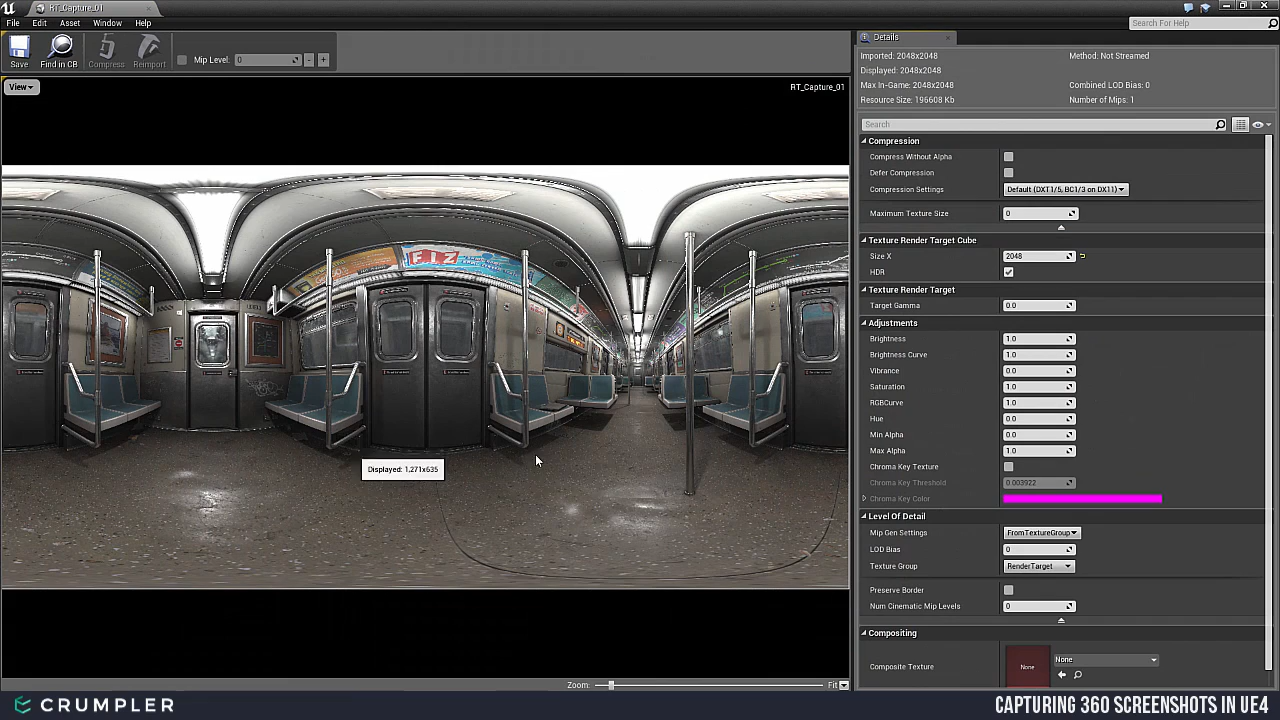 RT_Capture_01
File Edit Asset Window Help
Search For Help
Save Find in CB Compress Reimport Mip Level: 0 - +
View
RT_Capture_01
FIZ
Displayed: 1,271x635
Zoom: Fit
Details
Imported: 2048x2048 Method: Not Streamed
Displayed: 2048x2048
Max In-Game: 2048x2048 Combined LOD Bias: 0
Resource Size: 196608 Kb Number of Mips: 1
Search
Compression
Compress Without Alpha
Defer Compression
Compression Settings Default (DXT1/5, BC1/3 on DX11)
Maximum Texture Size 0
Texture Render Target Cube
Size X 2048
HDR
Texture Render Target
Target Gamma 0.0
Adjustments
Brightness 1.0
Brightness Curve 1.0
Vibrance 0.0
Saturation 1.0
RGBCurve 1.0
Hue 0.0
Min Alpha 0.0
Max Alpha 1.0
Chroma Key Texture
Chroma Key Threshold 0.003922
Chroma Key Color
Level Of Detail
Mip Gen Settings FromTextureGroup
LOD Bias 0
Texture Group RenderTarget
Preserve Border
Num Cinematic Mip Levels 0
Compositing
Composite Texture None None
CRUMPLER
CAPTURING 360 SCREENSHOTS IN UE4